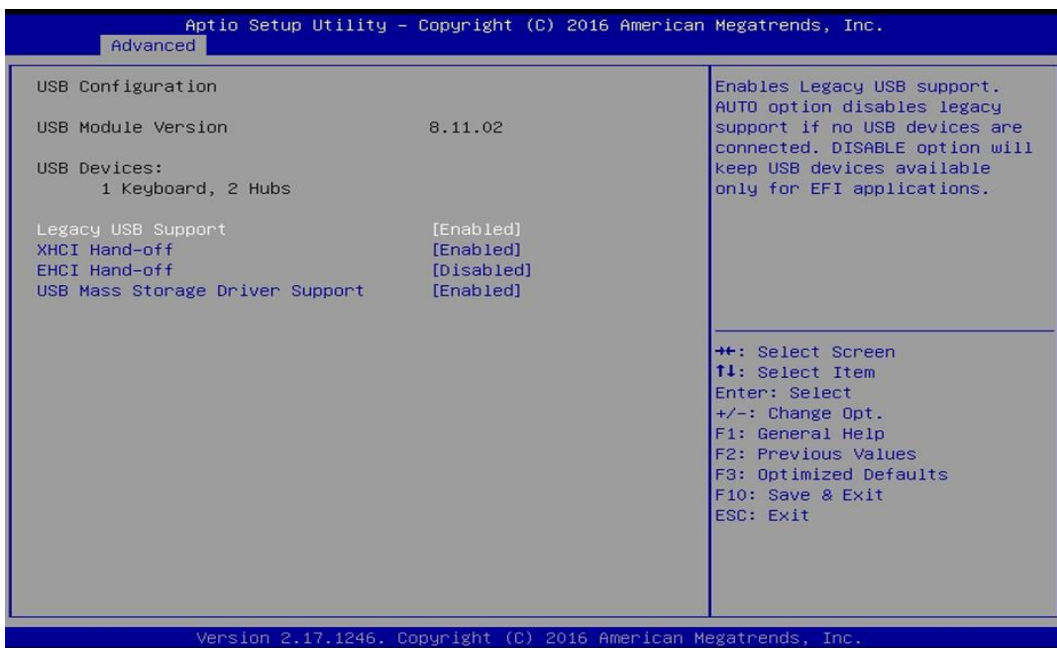 Aptio Setup Utility – Copyright (C) 2016 American Megatrends, Inc.
Advanced
USB Configuration
USB Module Version 8.11.02
USB Devices:
1 Keyboard, 2 Hubs
Legacy USB Support [Enabled]
XHCI Hand-off [Enabled]
EHCI Hand-off [Disabled]
USB Mass Storage Driver Support [Enabled]
Enables Legacy USB support.
AUTO option disables legacy
support if no USB devices are
connected. DISABLE option will
keep USB devices available
only for EFI applications.
→←: Select Screen
↑↓: Select Item
Enter: Select
+/-: Change Opt.
F1: General Help
F2: Previous Values
F3: Optimized Defaults
F10: Save & Exit
ESC: Exit
Version 2.17.1246. Copyright (C) 2016 American Megatrends, Inc.